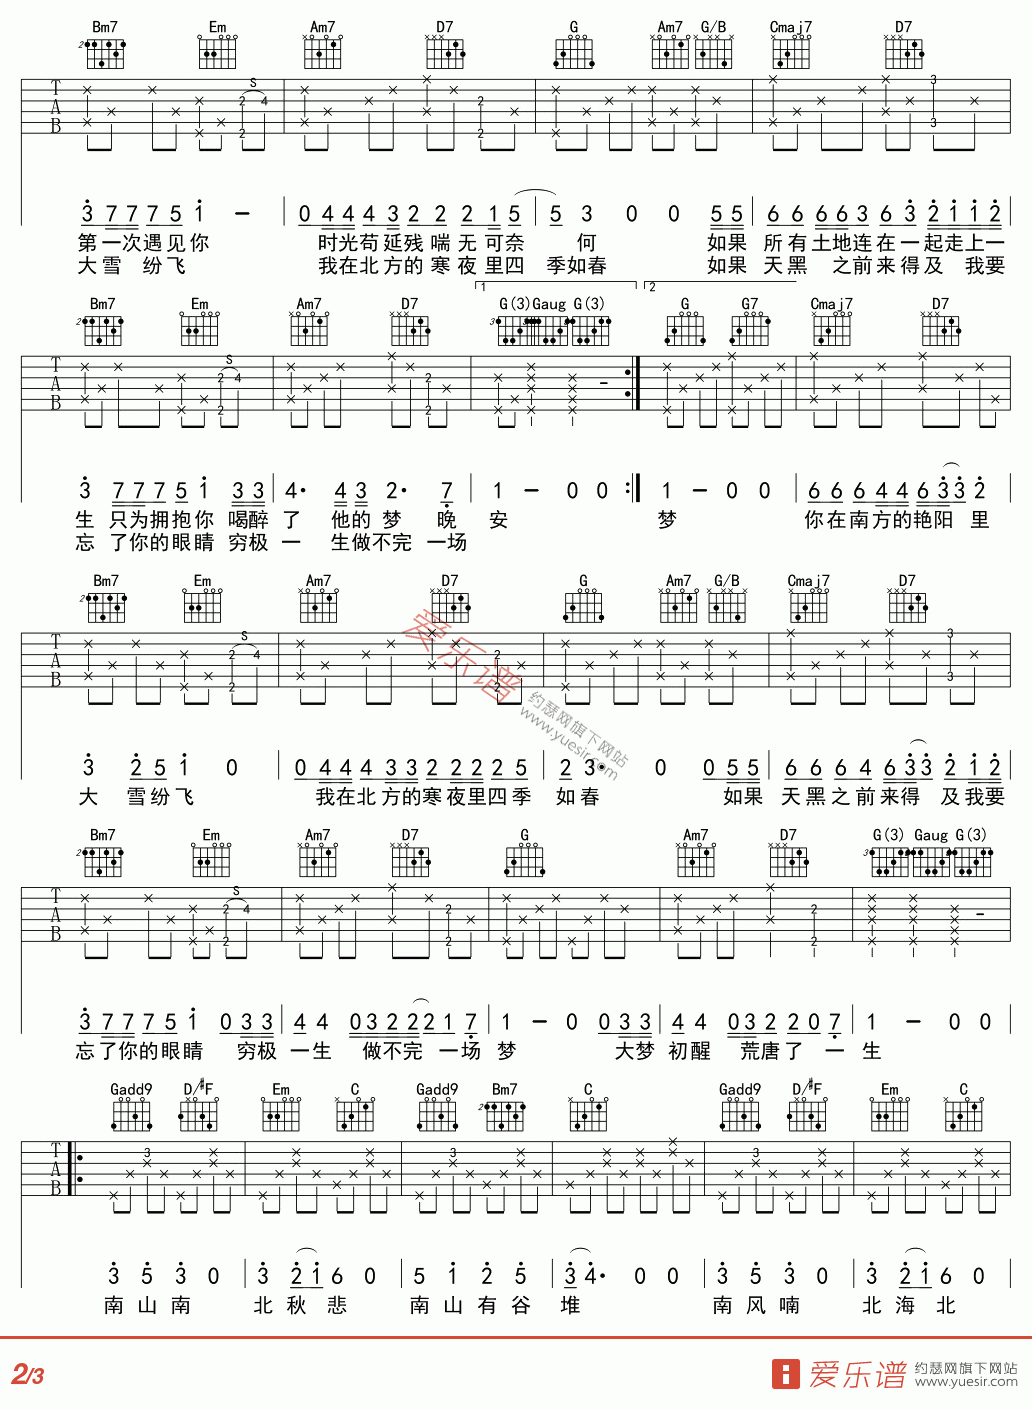 Bm7 Em Am7 D7 G Am7 G/B Cmaj7 D7
3 7 7 7 5 1 - 0 4 4 4 3 2 2 2 1 5 5 3 0 0 5 5 6 6 6 6 3 6 3 2 1 1 2
第一次遇见你 时光苟延残喘无可奈 何 如果所有土地连在一起走上一
大雪 纷飞 我在北方的寒夜里四 季如春 如果天黑 之前来得及 我要
Bm7 Em Am7 D7 1 G(3) Gaug G(3) 2 G G7 Cmaj7 D7
3 7 7 7 5 1 3 3 4· 4 3 2· 7 1 - 0 0 1 - 0 0 6 6 6 4 4 6 3 3 2
生 只为拥抱你 喝醉了 他的梦 晚 安 梦 你在南方的艳阳 里
忘 了你的眼睛 穷极一 生做不完 一场
Bm7 Em Am7 D7 G Am7 G/B Cmaj7 D7
3 2 5 1 0 0 4 4 3 3 2 2 2 2 5 2 3· 0 0 5 5 6 6 6 4 6 3 3 2 1 2
大 雪纷飞 我在北方的寒夜里四季 如春 如果 天黑之前来得 及我要
Bm7 Em Am7 D7 G Am7 D7 G(3) Gaug G(3)
3 7 7 7 5 1 0 3 3 4 4 0 3 2 2 2 1 7 1 - 0 0 3 3 4 4 0 3 2 2 0 7 1 - 0 0
忘了你的眼睛 穷极一生 做不完 一场 梦 大梦初醒 荒唐了 一 生
Gadd9 D/#F Em C Gadd9 Bm7 C Gadd9 D/#F Em C
3 5 3 0 3 2 1 6 0 5 1 2 5 3 4· 0 0 3 5 3 0 3 2 1 6 0
南 山 南 北 秋 悲 南 山 有 谷 堆 南 风 喃 北 海 北
爱乐谱
约瑟网旗下网站
www.yuesir.com
2/3
爱乐谱 约瑟网旗下网站
www.yuesir.com